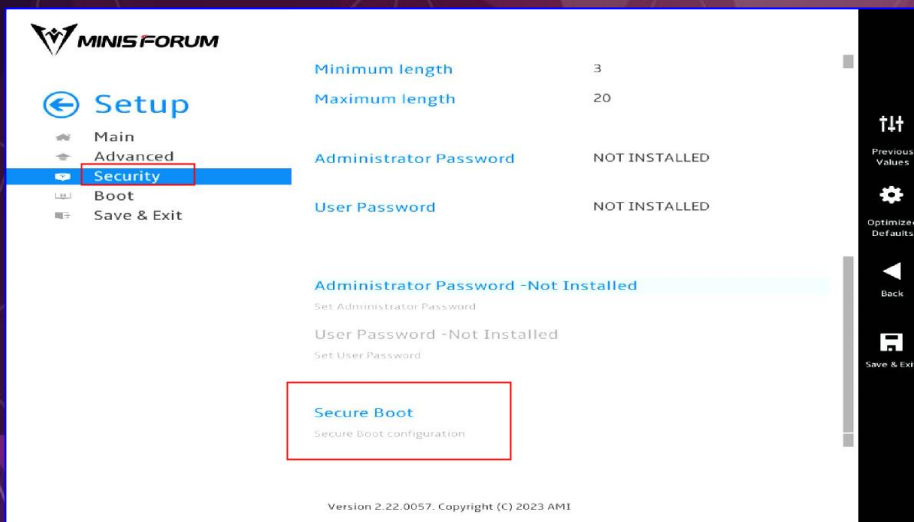 MINISFORUM
Setup
Main
Advanced
Security
Boot
Save & Exit
Minimum length 3
Maximum length 20
Administrator Password NOT INSTALLED
User Password NOT INSTALLED
Administrator Password -Not Installed
Set Administrator Password
User Password -Not Installed
Set User Password
Secure Boot
Secure Boot configuration
Version 2.22.0057. Copyright (C) 2023 AMI
Previous
Values
Optimized
Defaults
Back
Save & Exit